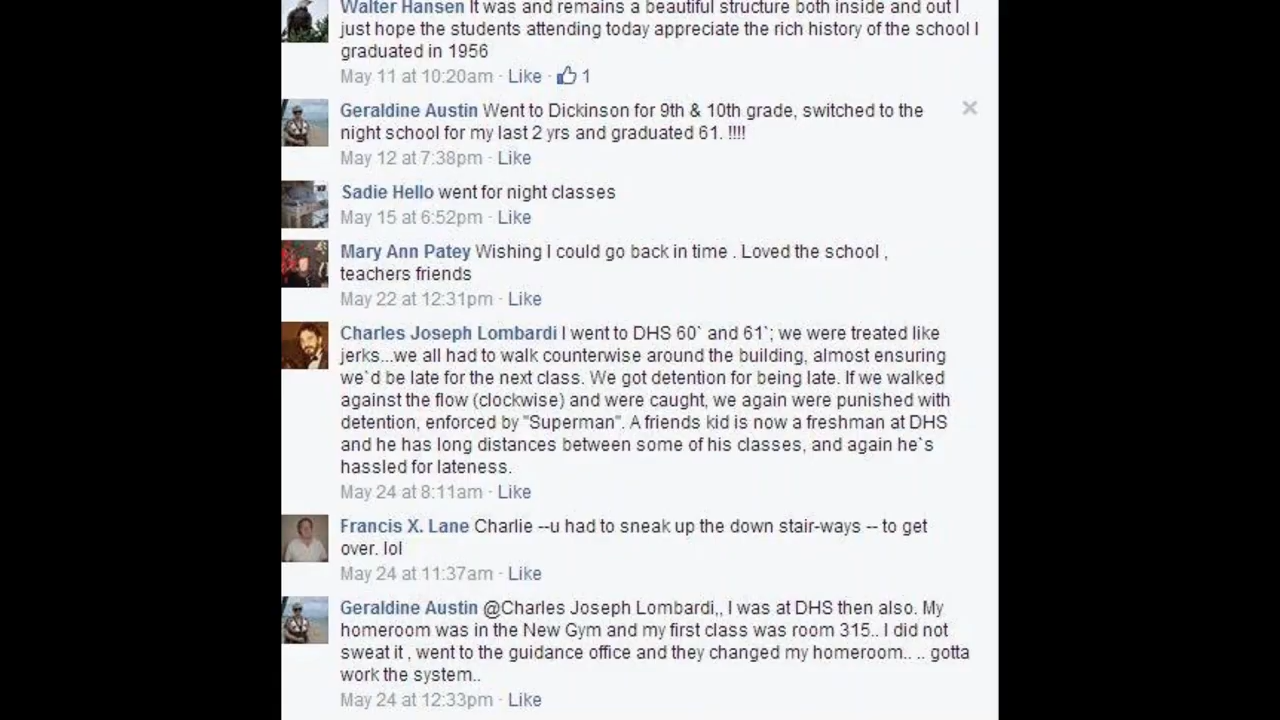 Walter Hansen It was and remains a beautiful structure both inside and out I
just hope the students attending today appreciate the rich history of the school I
graduated in 1956
May 11 at 10:20am · Like · 1
Geraldine Austin Went to Dickinson for 9th & 10th grade, switched to the
night school for my last 2 yrs and graduated 61. !!!!
May 12 at 7:38pm · Like
Sadie Hello went for night classes
May 15 at 6:52pm · Like
Mary Ann Patey Wishing I could go back in time . Loved the school ,
teachers friends
May 22 at 12:31pm · Like
Charles Joseph Lombardi I went to DHS 60` and 61`; we were treated like
jerks...we all had to walk counterwise around the building, almost ensuring
we`d be late for the next class. We got detention for being late. If we walked
against the flow (clockwise) and were caught, we again were punished with
detention, enforced by "Superman". A friends kid is now a freshman at DHS
and he has long distances between some of his classes, and again he`s
hassled for lateness.
May 24 at 8:11am · Like
Francis X. Lane Charlie --u had to sneak up the down stair-ways -- to get
over. lol
May 24 at 11:37am · Like
Geraldine Austin @Charles Joseph Lombardi,, I was at DHS then also. My
homeroom was in the New Gym and my first class was room 315.. I did not
sweat it , went to the guidance office and they changed my homeroom.. .. gotta
work the system..
May 24 at 12:33pm · Like